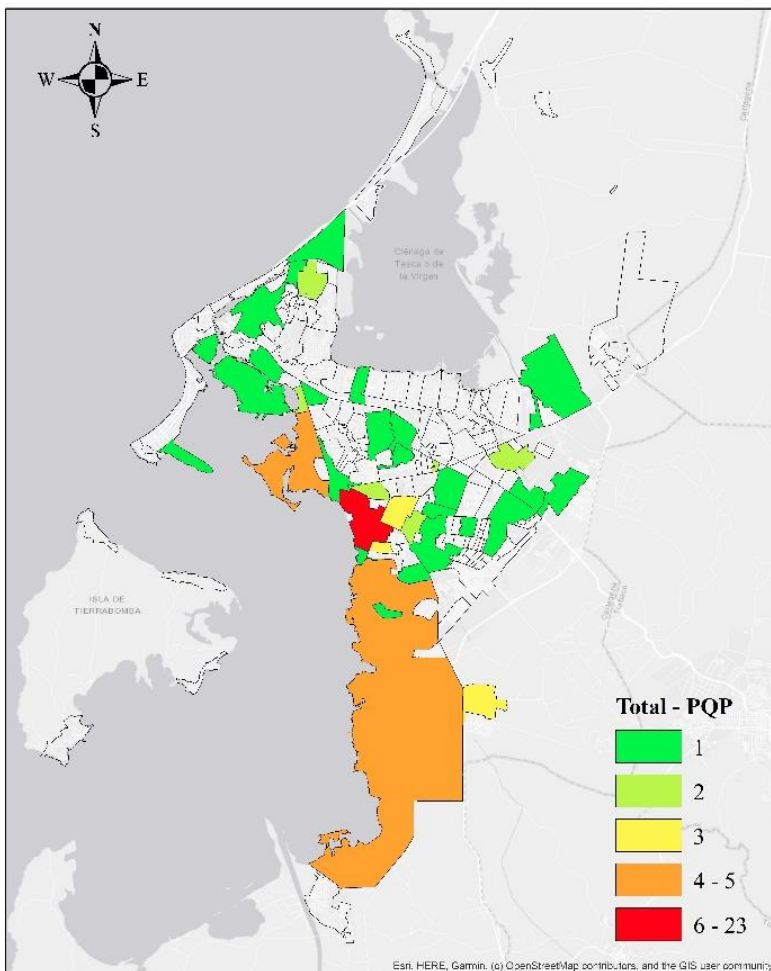 N
W E
S
Cartagena
Ciénaga de
Tesca o de
la Virgen
ISLA DE
TIERRABOMBA
Total - PQP
1
2
3
4 - 5
6 - 23
Esri, HERE, Garmin, (c) OpenStreetMap contributors, and the GIS user community